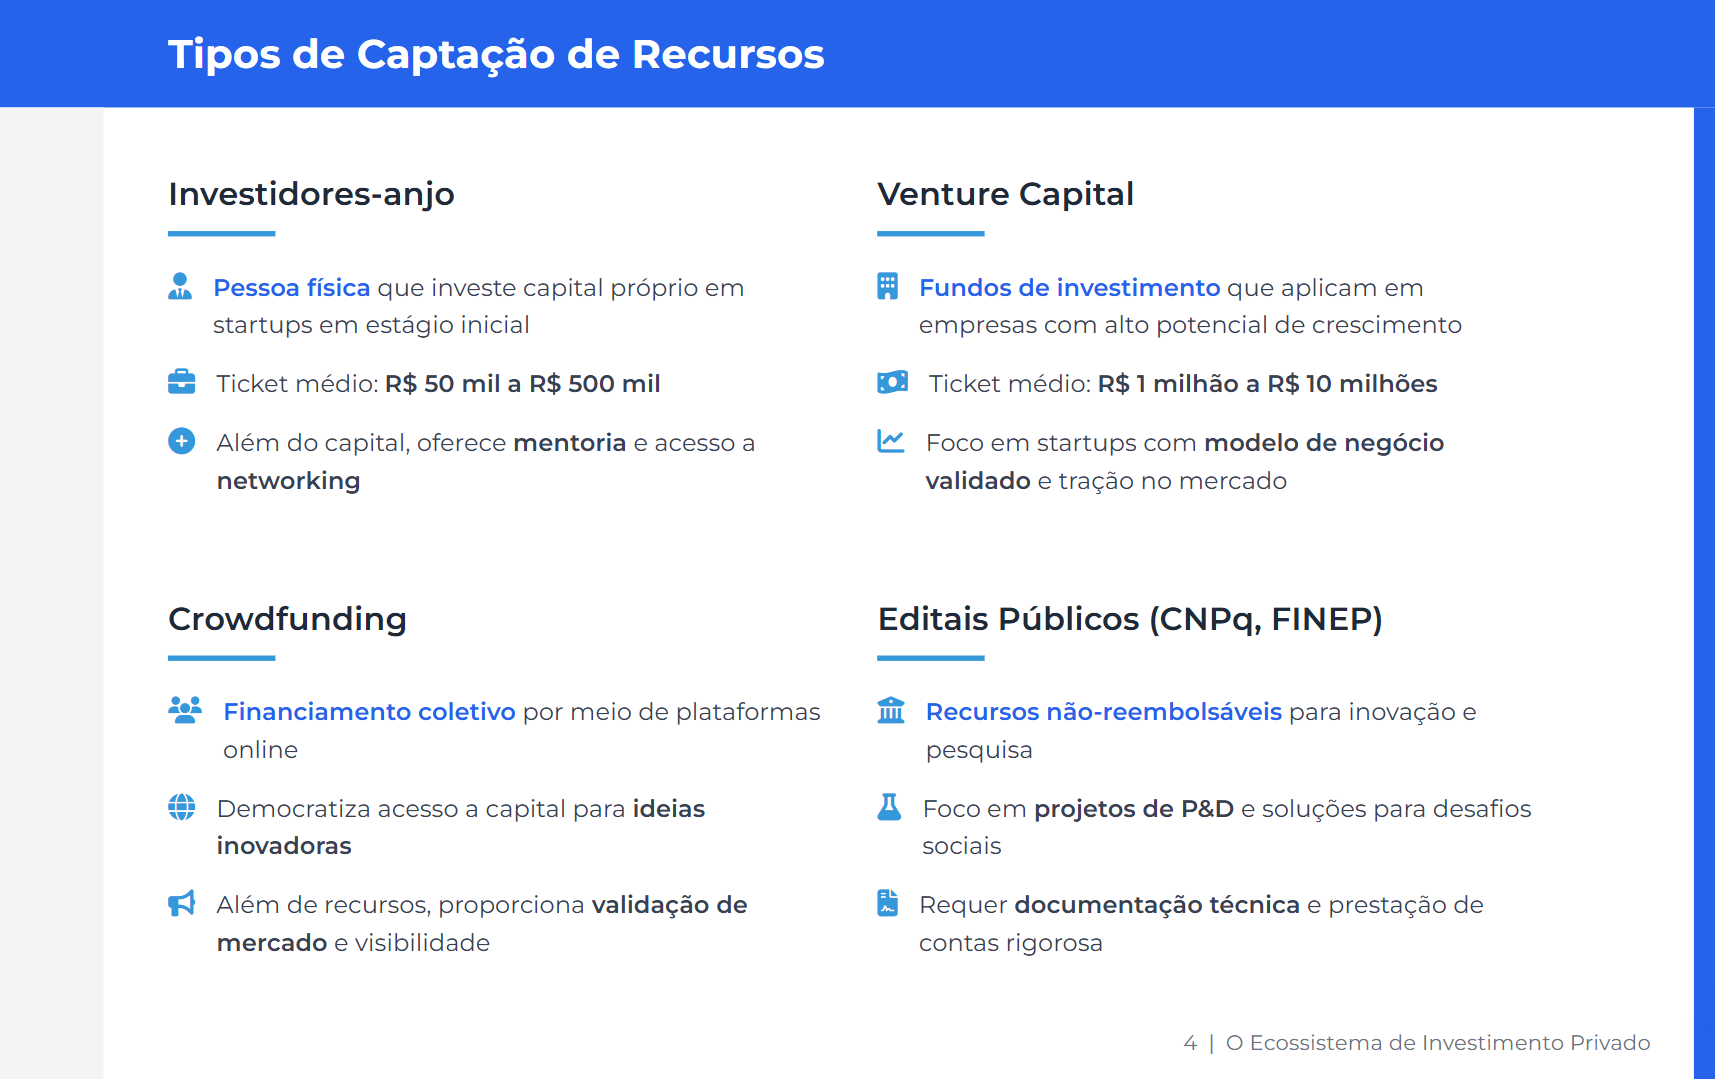 Tipos de Captação de Recursos
Investidores-anjo
Pessoa física que investe capital próprio em
startups em estágio inicial
Ticket médio: R$ 50 mil a R$ 500 mil
Além do capital, oferece mentoria e acesso a
networking
Venture Capital
Fundos de investimento que aplicam em
empresas com alto potencial de crescimento
Ticket médio: R$ 1 milhão a R$ 10 milhões
Foco em startups com modelo de negócio
validado e tração no mercado
Crowdfunding
Financiamento coletivo por meio de plataformas
online
Democratiza acesso a capital para ideias
inovadoras
Além de recursos, proporciona validação de
mercado e visibilidade
Editais Públicos (CNPq, FINEP)
Recursos não-reembolsáveis para inovação e
pesquisa
Foco em projetos de P&D e soluções para desafios
sociais
Requer documentação técnica e prestação de
contas rigorosa
4 | O Ecossistema de Investimento Privado